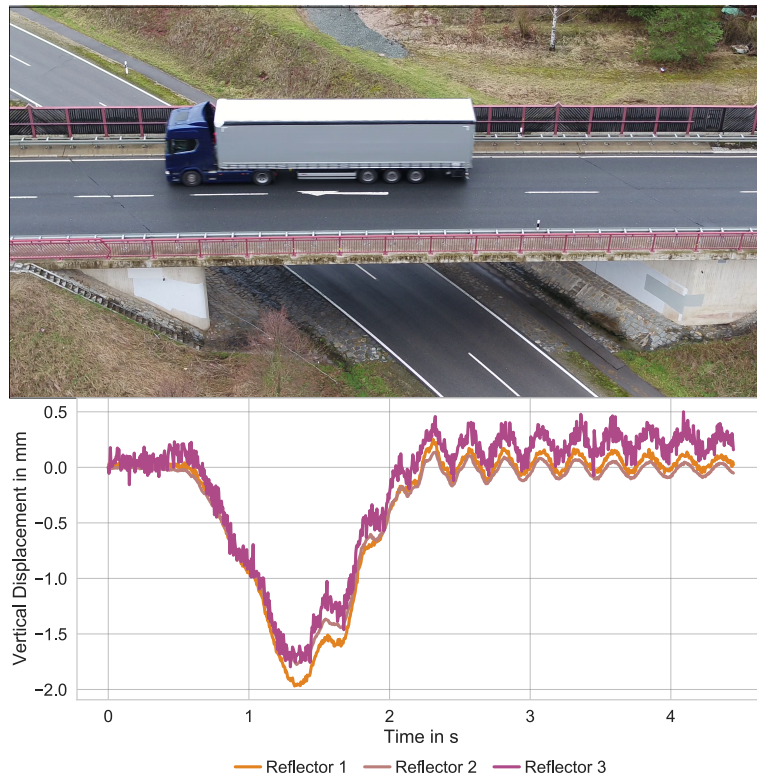 0.5
0.0
−0.5
−1.0
−1.5
−2.0
Vertical Displacement in mm
0 1 2 3 4
Time in s
Reflector 1 Reflector 2 Reflector 3